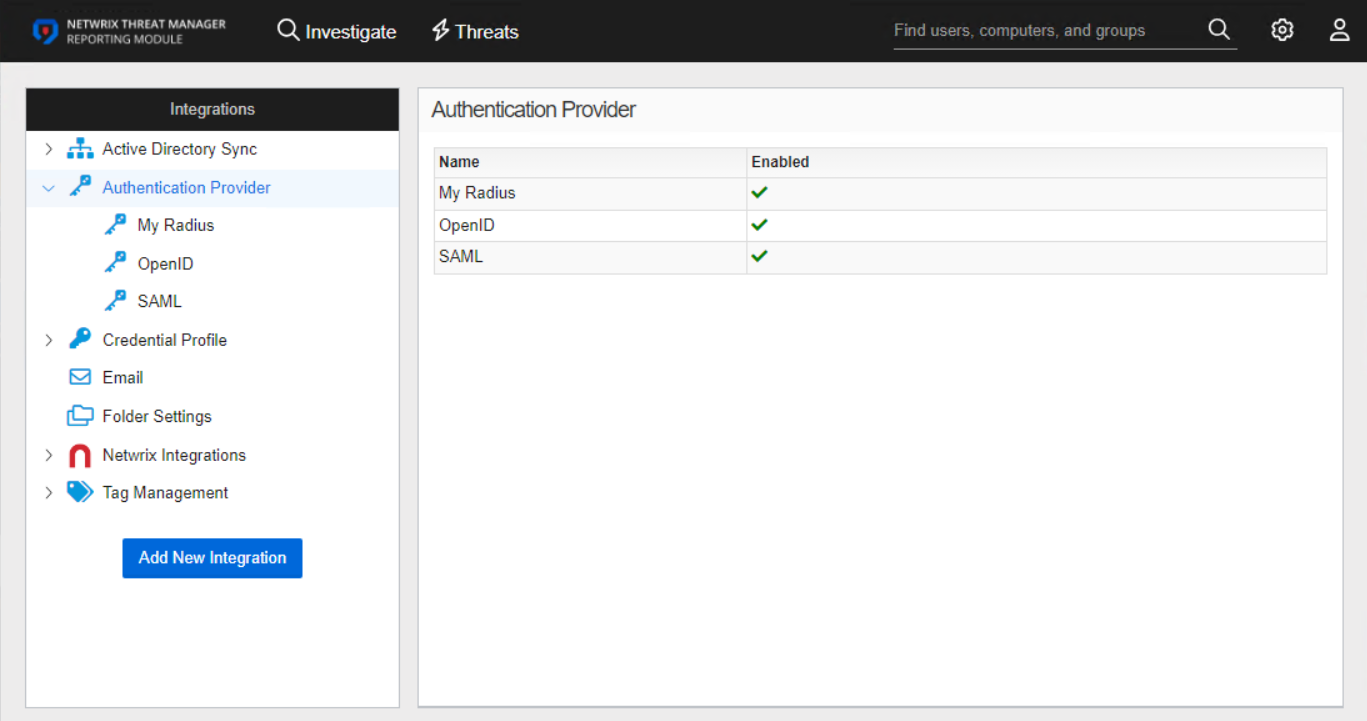 NETWRIX THREAT MANAGER
REPORTING MODULE
Investigate
Threats
Find users, computers, and groups
Integrations
Active Directory Sync
Authentication Provider
My Radius
OpenID
SAML
Credential Profile
Email
Folder Settings
Netwrix Integrations
Tag Management
Add New Integration
Authentication Provider
Name Enabled
My Radius
OpenID
SAML